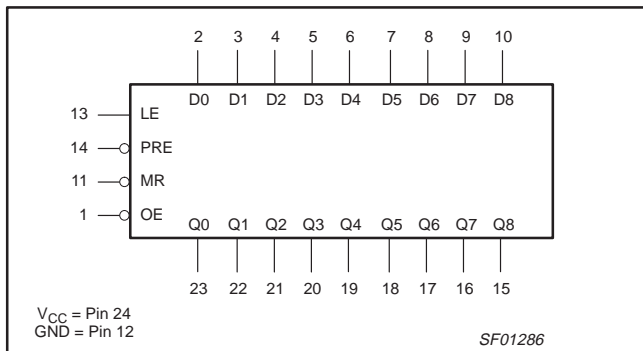 2 3 4 5 6 7 8 9 10
D0 D1 D2 D3 D4 D5 D6 D7 D8
13 LE
14 PRE
11 MR
1 OE
Q0 Q1 Q2 Q3 Q4 Q5 Q6 Q7 Q8
23 22 21 20 19 18 17 16 15
VCC = Pin 24
GND = Pin 12
SF01286